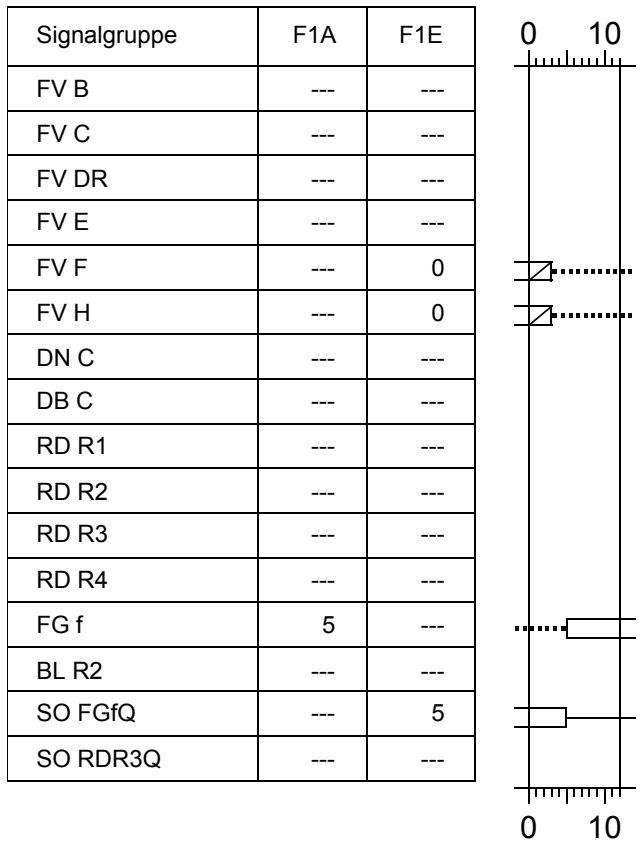 Signalgruppe F1A F1E 0 10
FV B --- ---
FV C --- ---
FV DR --- ---
FV E --- ---
FV F --- 0
FV H --- 0
DN C --- ---
DB C --- ---
RD R1 --- ---
RD R2 --- ---
RD R3 --- ---
RD R4 --- ---
FG f 5 ---
BL R2 --- ---
SO FGfQ --- 5
SO RDR3Q --- ---
0 10